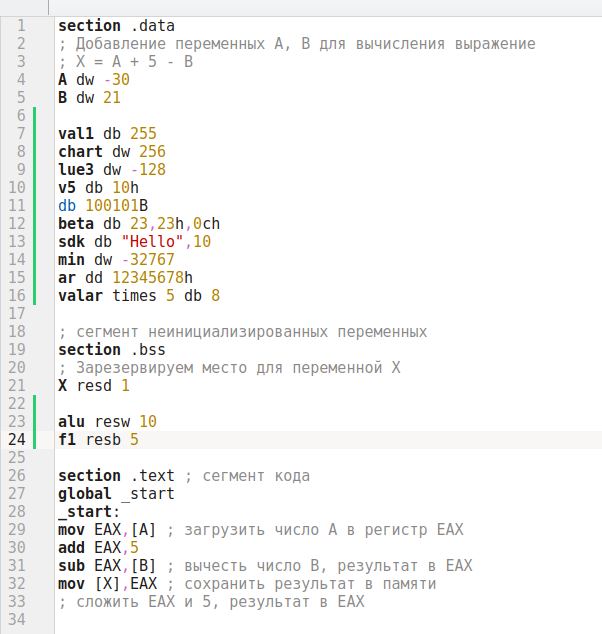 1 section .data
2 ; Добавление переменных A, B для вычисления выражение
3 ; X = A + 5 - B
4 A dw -30
5 B dw 21
6
7 val1 db 255
8 chart dw 256
9 lue3 dw -128
10 v5 db 10h
11 db 100101B
12 beta db 23,23h,0ch
13 sdk db "Hello",10
14 min dw -32767
15 ar dd 12345678h
16 valar times 5 db 8
17
18 ; сегмент неинициализированных переменных
19 section .bss
20 ; Зарезервируем место для переменной X
21 X resd 1
22
23 alu resw 10
24 f1 resb 5
25
26 section .text ; сегмент кода
27 global _start
28 _start:
29 mov EAX,[A] ; загрузить число A в регистр EAX
30 add EAX,5
31 sub EAX,[B] ; вычесть число B, результат в EAX
32 mov [X],EAX ; сохранить результат в памяти
33 ; сложить EAX и 5, результат в EAX
34